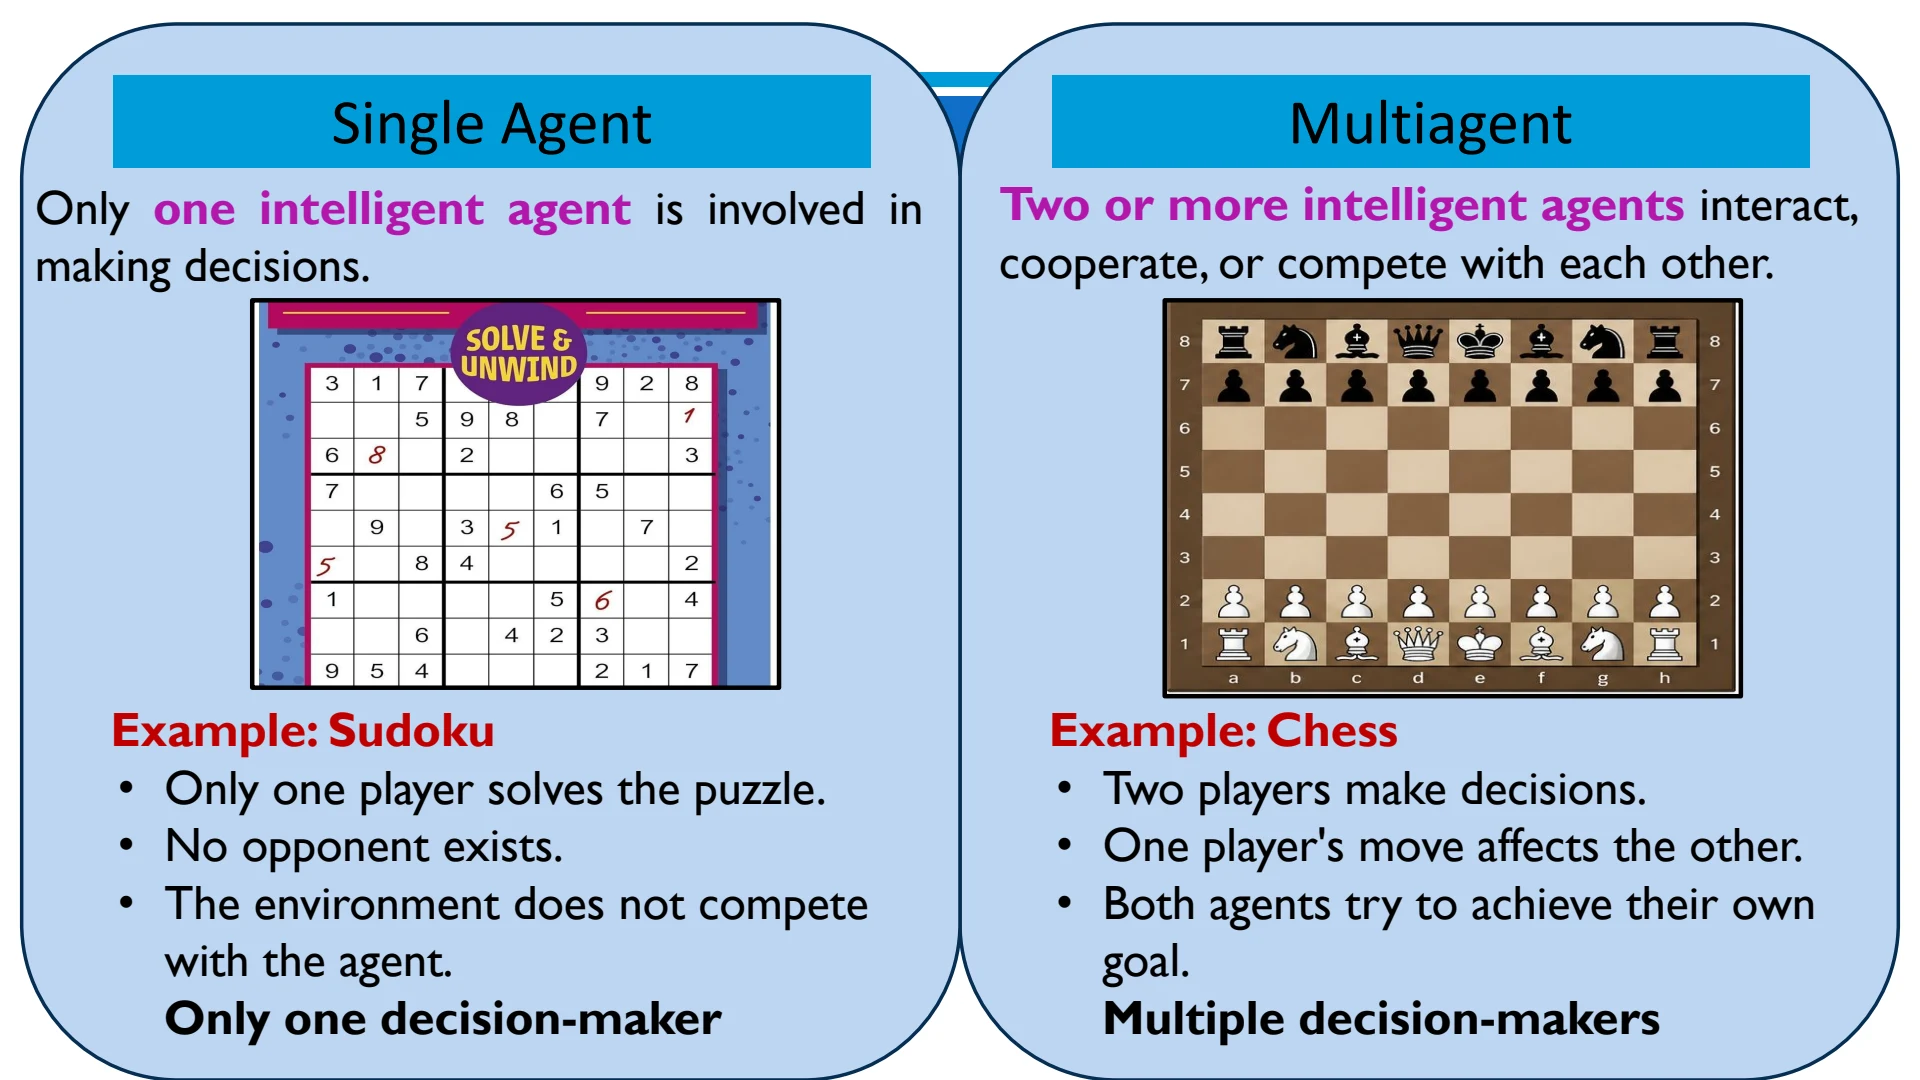 Single Agent
Only one intelligent agent is involved in
making decisions.
SOLVE &
UNWIND
3 1 7 9 2 8
5 9 8 7 1
6 8 2 3
7 6 5
9 3 5 1 7
5 8 4 2
1 5 6 4
6 4 2 3
9 5 4 2 1 7
Example: Sudoku
• Only one player solves the puzzle.
• No opponent exists.
• The environment does not compete
with the agent.
Only one decision-maker
Multiagent
Two or more intelligent agents interact,
cooperate, or compete with each other.
8 8
7 7
6 6
5 5
4 4
3 3
2 2
1 1
a b c d e f g h
Example: Chess
• Two players make decisions.
• One player's move affects the other.
• Both agents try to achieve their own
goal.
Multiple decision-makers